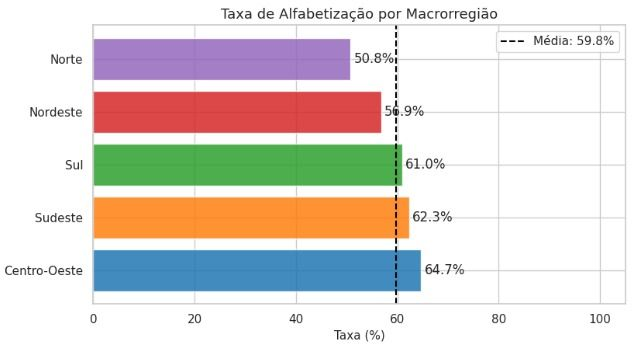 Taxa de Alfabetização por Macrorregião
Média: 59.8%
Norte 50.8%
Nordeste 56.9%
Sul 61.0%
Sudeste 62.3%
Centro-Oeste 64.7%
0 20 40 60 80 100
Taxa (%)